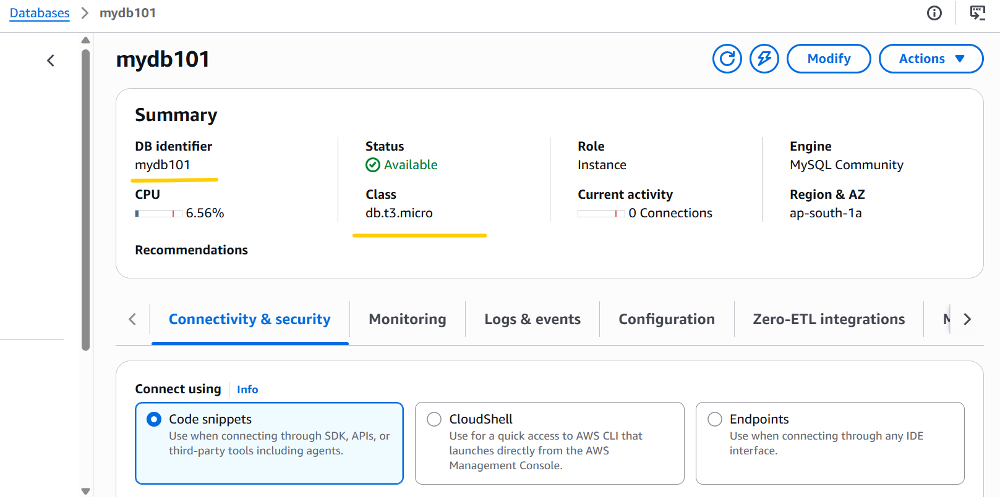 Databases > mydb101
mydb101
Modify
Actions
Summary
DB identifier
mydb101
Status
Available
Role
Instance
Engine
MySQL Community
CPU
6.56%
Class
db.t3.micro
Current activity
0 Connections
Region & AZ
ap-south-1a
Recommendations
Connectivity & security
Monitoring
Logs & events
Configuration
Zero-ETL integrations
Connect using
Info
Code snippets
Use when connecting through SDK, APIs, or
third-party tools including agents.
CloudShell
Use for a quick access to AWS CLI that
launches directly from the AWS
Management Console.
Endpoints
Use when connecting through any IDE
interface.